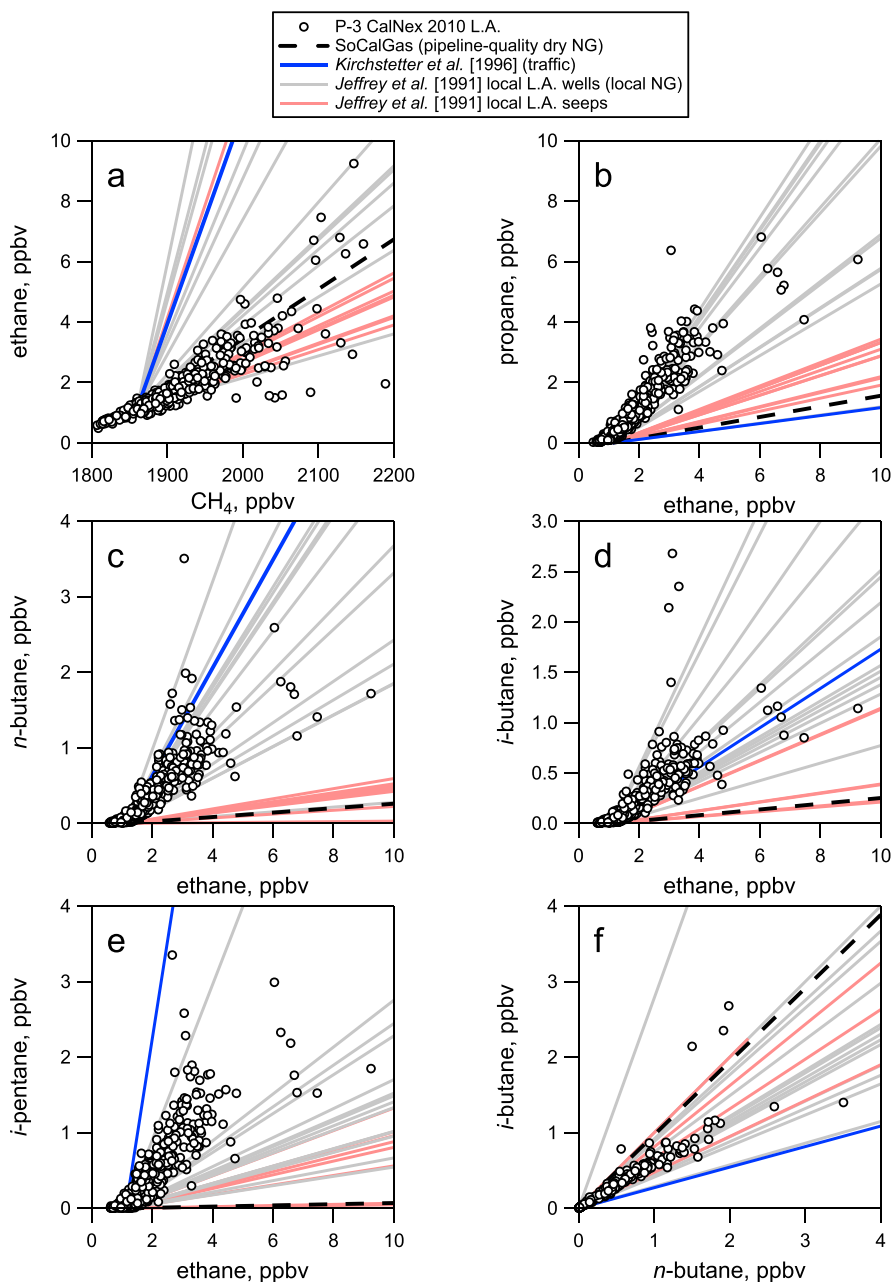 P-3 CalNex 2010 L.A.
SoCalGas (pipeline-quality dry NG)
Kirchstetter et al. [1996] (traffic)
Jeffrey et al. [1991] local L.A. wells (local NG)
Jeffrey et al. [1991] local L.A. seeps
a
ethane, ppbv
10
8
6
4
2
0
1800 1900 2000 2100 2200
CH4, ppbv
b
propane, ppbv
10
8
6
4
2
0
0 2 4 6 8 10
ethane, ppbv
c
n-butane, ppbv
4
3
2
1
0
0 2 4 6 8 10
ethane, ppbv
d
i-butane, ppbv
3.0
2.5
2.0
1.5
1.0
0.5
0.0
0 2 4 6 8 10
ethane, ppbv
e
i-pentane, ppbv
4
3
2
1
0
0 2 4 6 8 10
ethane, ppbv
f
i-butane, ppbv
4
3
2
1
0
0 1 2 3 4
n-butane, ppbv